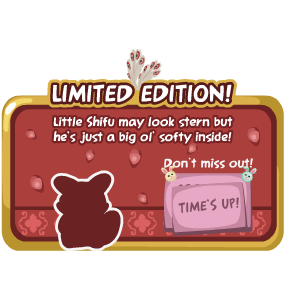 LIMITED EDITION!
Little Shifu may look stern but
he's just a big ol' softy inside!
Don't miss out!
TIME'S UP!